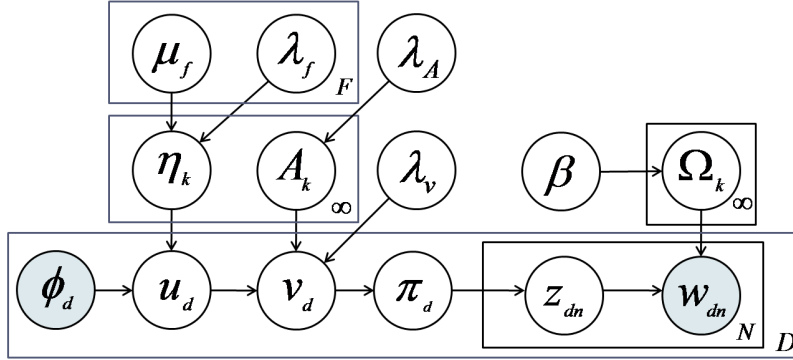 μ_f λ_f λ_A
F
η_k A_k λ_v β Ω_k
∞ ∞
ϕ_d u_d v_d π_d z_dn w_dn
N
D